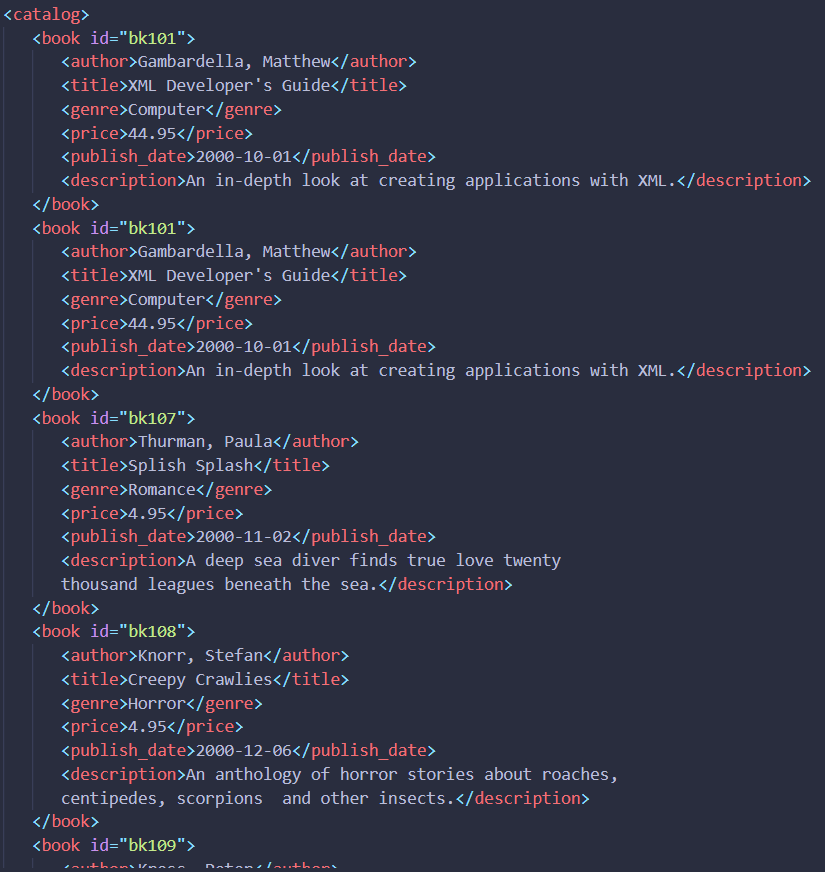 <catalog>
<book id="bk101">
<author>Gambardella, Matthew</author>
<title>XML Developer's Guide</title>
<genre>Computer</genre>
<price>44.95</price>
<publish_date>2000-10-01</publish_date>
<description>An in-depth look at creating applications with XML.</description>
</book>
<book id="bk101">
<author>Gambardella, Matthew</author>
<title>XML Developer's Guide</title>
<genre>Computer</genre>
<price>44.95</price>
<publish_date>2000-10-01</publish_date>
<description>An in-depth look at creating applications with XML.</description>
</book>
<book id="bk107">
<author>Thurman, Paula</author>
<title>Splish Splash</title>
<genre>Romance</genre>
<price>4.95</price>
<publish_date>2000-11-02</publish_date>
<description>A deep sea diver finds true love twenty
thousand leagues beneath the sea.</description>
</book>
<book id="bk108">
<author>Knorr, Stefan</author>
<title>Creepy Crawlies</title>
<genre>Horror</genre>
<price>4.95</price>
<publish_date>2000-12-06</publish_date>
<description>An anthology of horror stories about roaches,
centipedes, scorpions  and other insects.</description>
</book>
<book id="bk109">